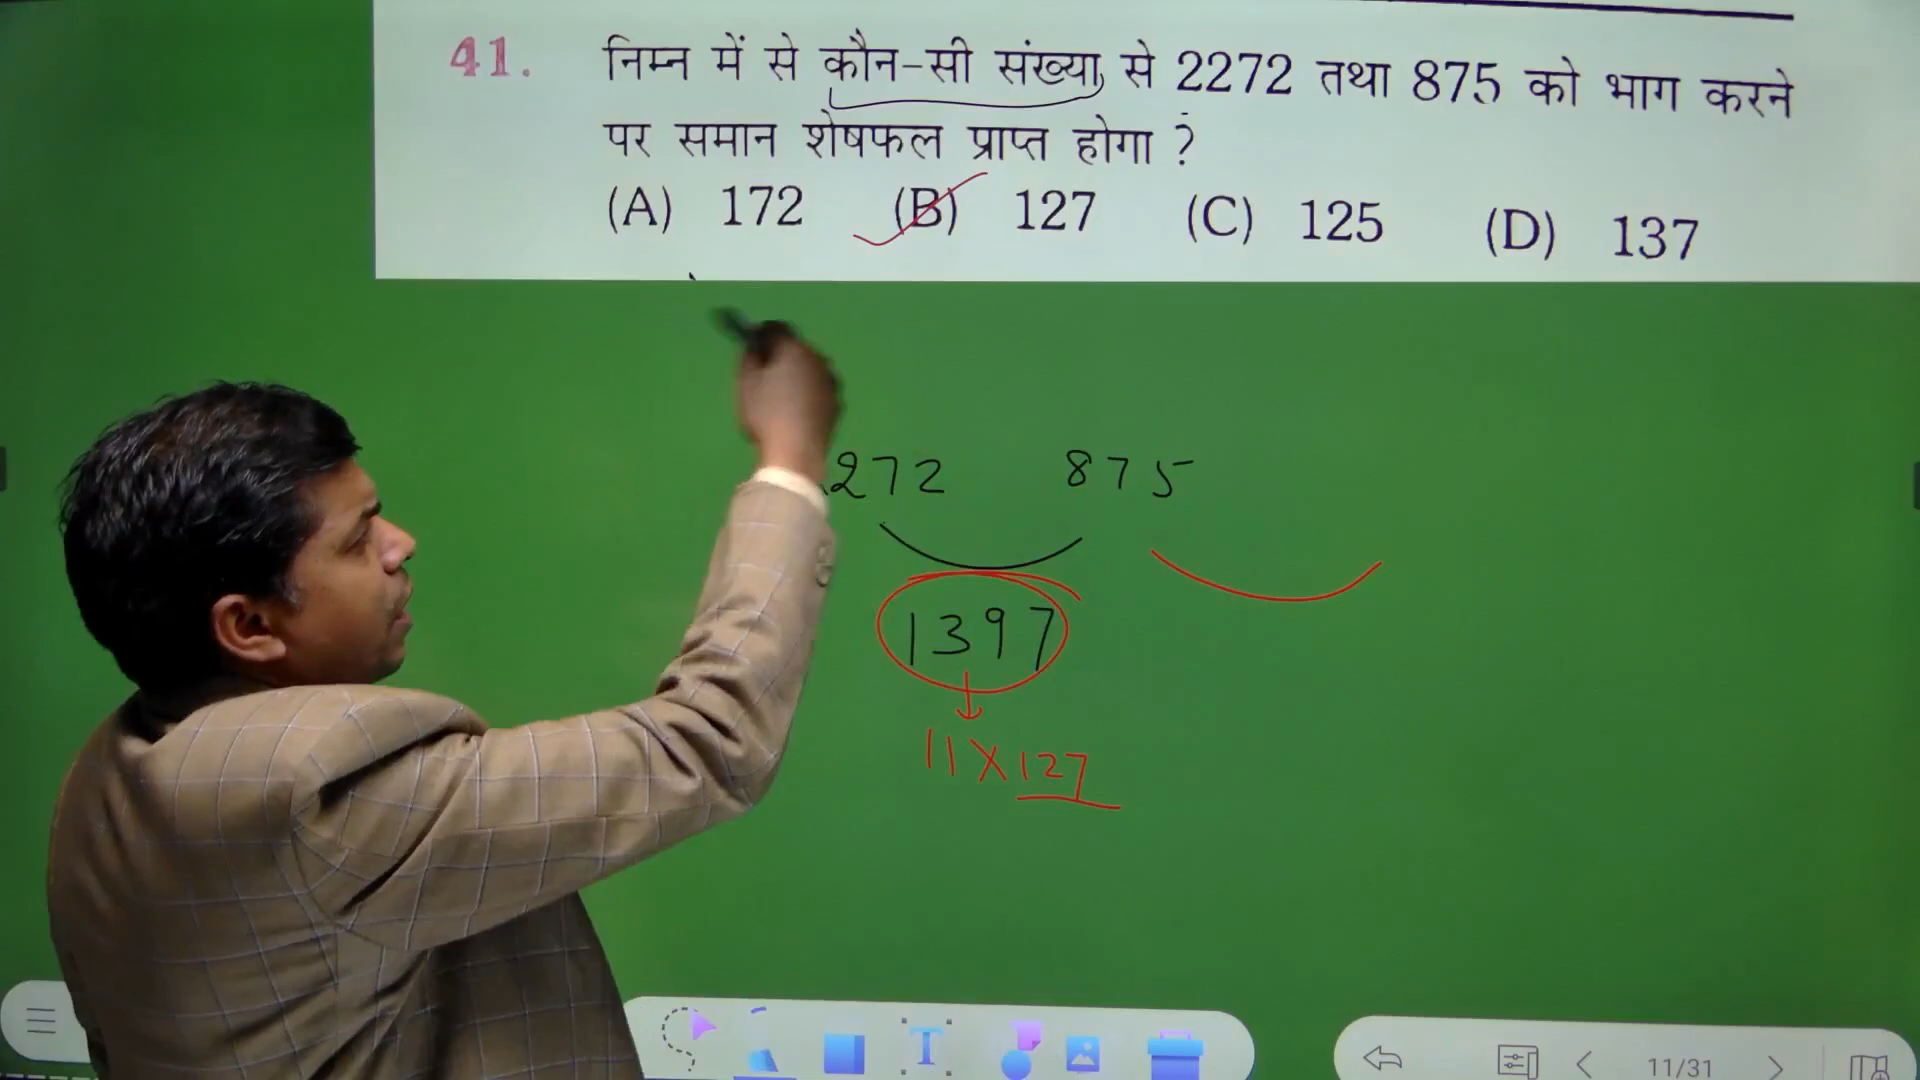 41. निम्न में से कौन-सी संख्या से 2272 तथा 875 को भाग करने
पर समान शेषफल प्राप्त होगा ?
(A) 172 (B) 127 (C) 125 (D) 137
272 875
1397
11 X 127
T
11/31